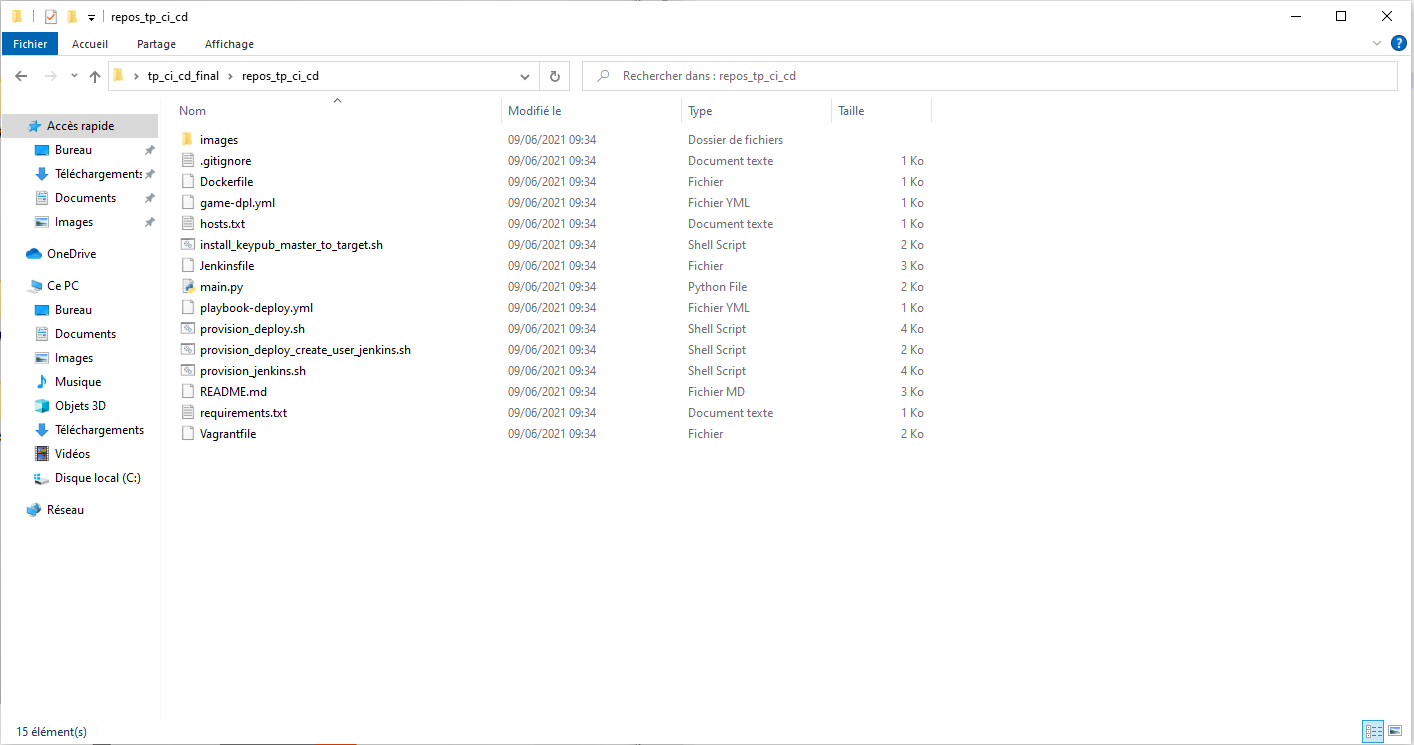 repos_tp_ci_cd
Fichier Accueil Partage Affichage
tp_ci_cd_final repos_tp_ci_cd Rechercher dans : repos_tp_ci_cd
Accès rapide
Bureau
Téléchargements
Documents
Images
OneDrive
Ce PC
Bureau
Documents
Images
Musique
Objets 3D
Téléchargements
Vidéos
Disque local (C:)
Réseau
Nom Modifié le Type Taille
images 09/06/2021 09:34 Dossier de fichiers
.gitignore 09/06/2021 09:34 Document texte 1 Ko
Dockerfile 09/06/2021 09:34 Fichier 1 Ko
game-dpl.yml 09/06/2021 09:34 Fichier YML 1 Ko
hosts.txt 09/06/2021 09:34 Document texte 1 Ko
install_keypub_master_to_target.sh 09/06/2021 09:34 Shell Script 2 Ko
Jenkinsfile 09/06/2021 09:34 Fichier 3 Ko
main.py 09/06/2021 09:34 Python File 2 Ko
playbook-deploy.yml 09/06/2021 09:34 Fichier YML 1 Ko
provision_deploy.sh 09/06/2021 09:34 Shell Script 4 Ko
provision_deploy_create_user_jenkins.sh 09/06/2021 09:34 Shell Script 2 Ko
provision_jenkins.sh 09/06/2021 09:34 Shell Script 4 Ko
README.md 09/06/2021 09:34 Fichier MD 3 Ko
requirements.txt 09/06/2021 09:34 Document texte 1 Ko
Vagrantfile 09/06/2021 09:34 Fichier 2 Ko
15 élément(s)